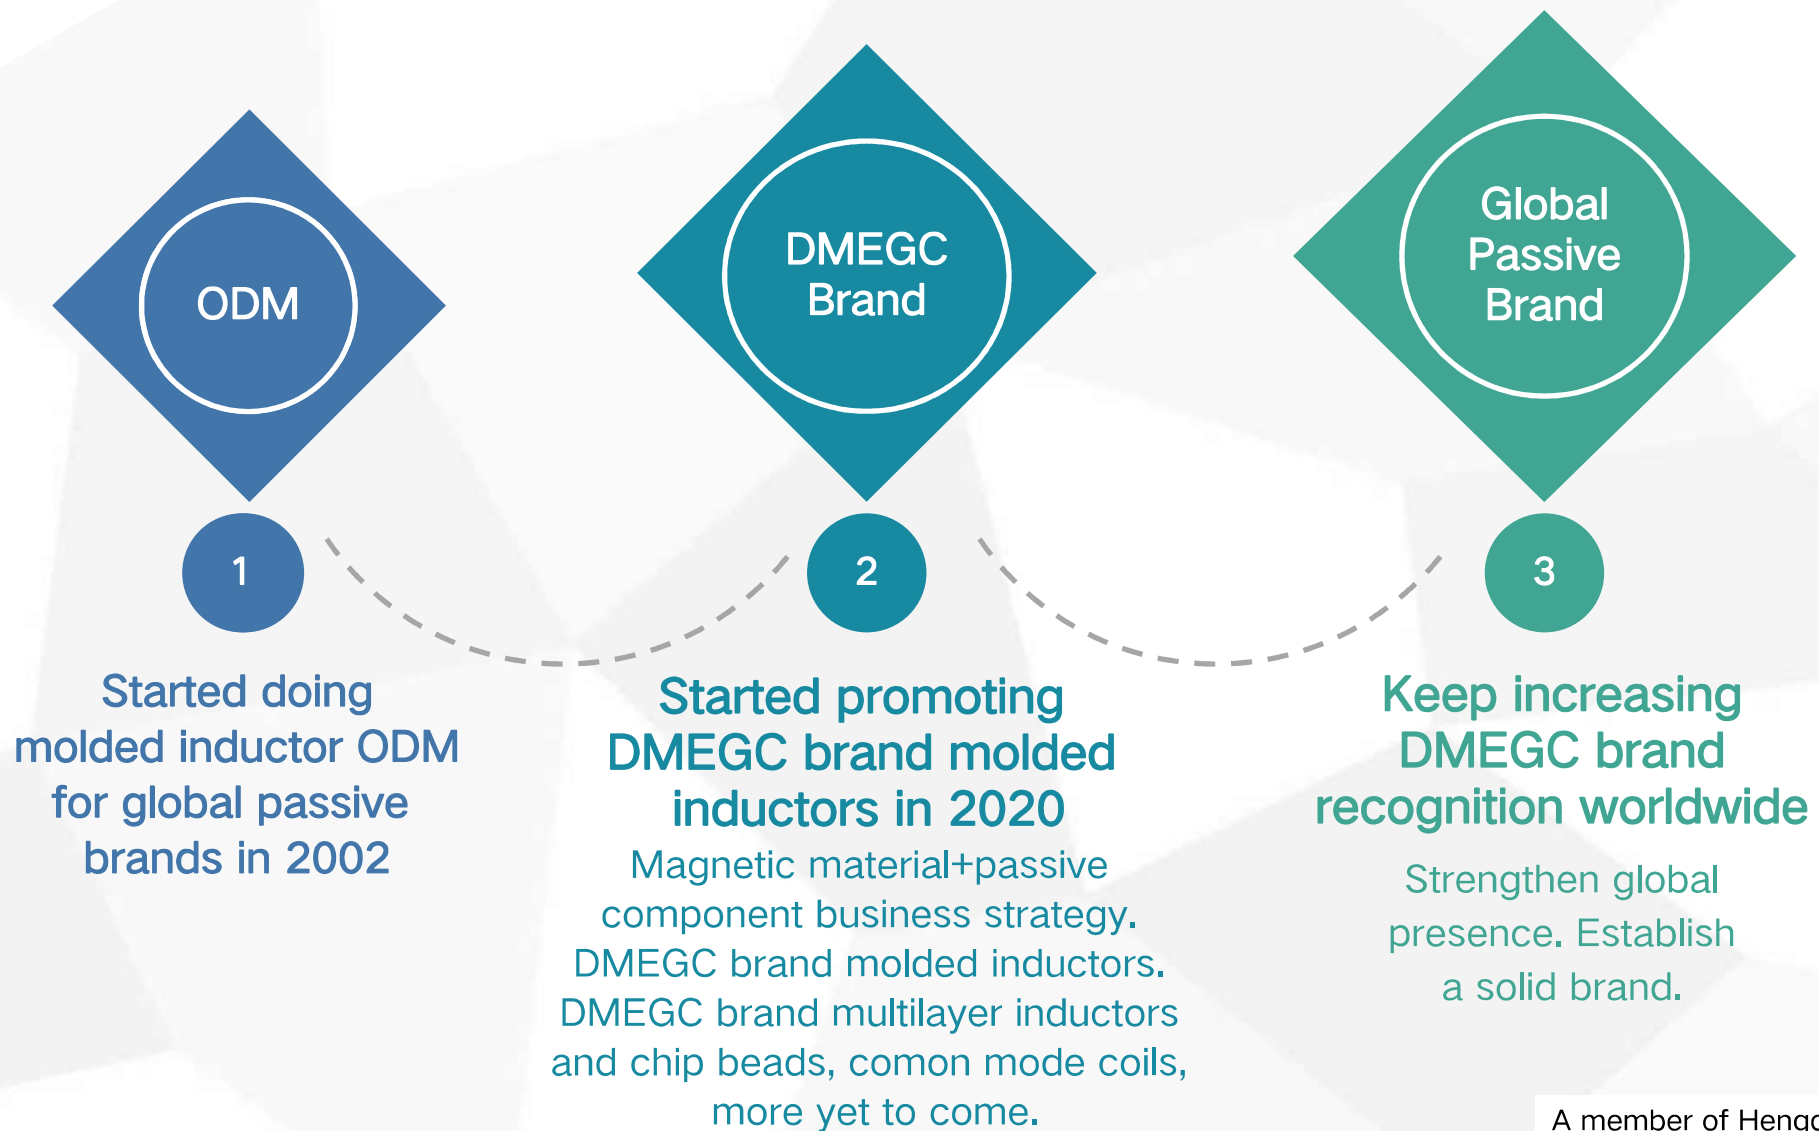 ODM
1
Started doing
molded inductor ODM
for global passive
brands in 2002
DMEGC
Brand
2
Started promoting
DMEGC brand molded
inductors in 2020
Magnetic material+passive
component business strategy.
DMEGC brand molded inductors.
DMEGC brand multilayer inductors
and chip beads, comon mode coils,
more yet to come.
Global
Passive
Brand
3
Keep increasing
DMEGC brand
recognition worldwide
Strengthen global
presence. Establish
a solid brand.
A member of